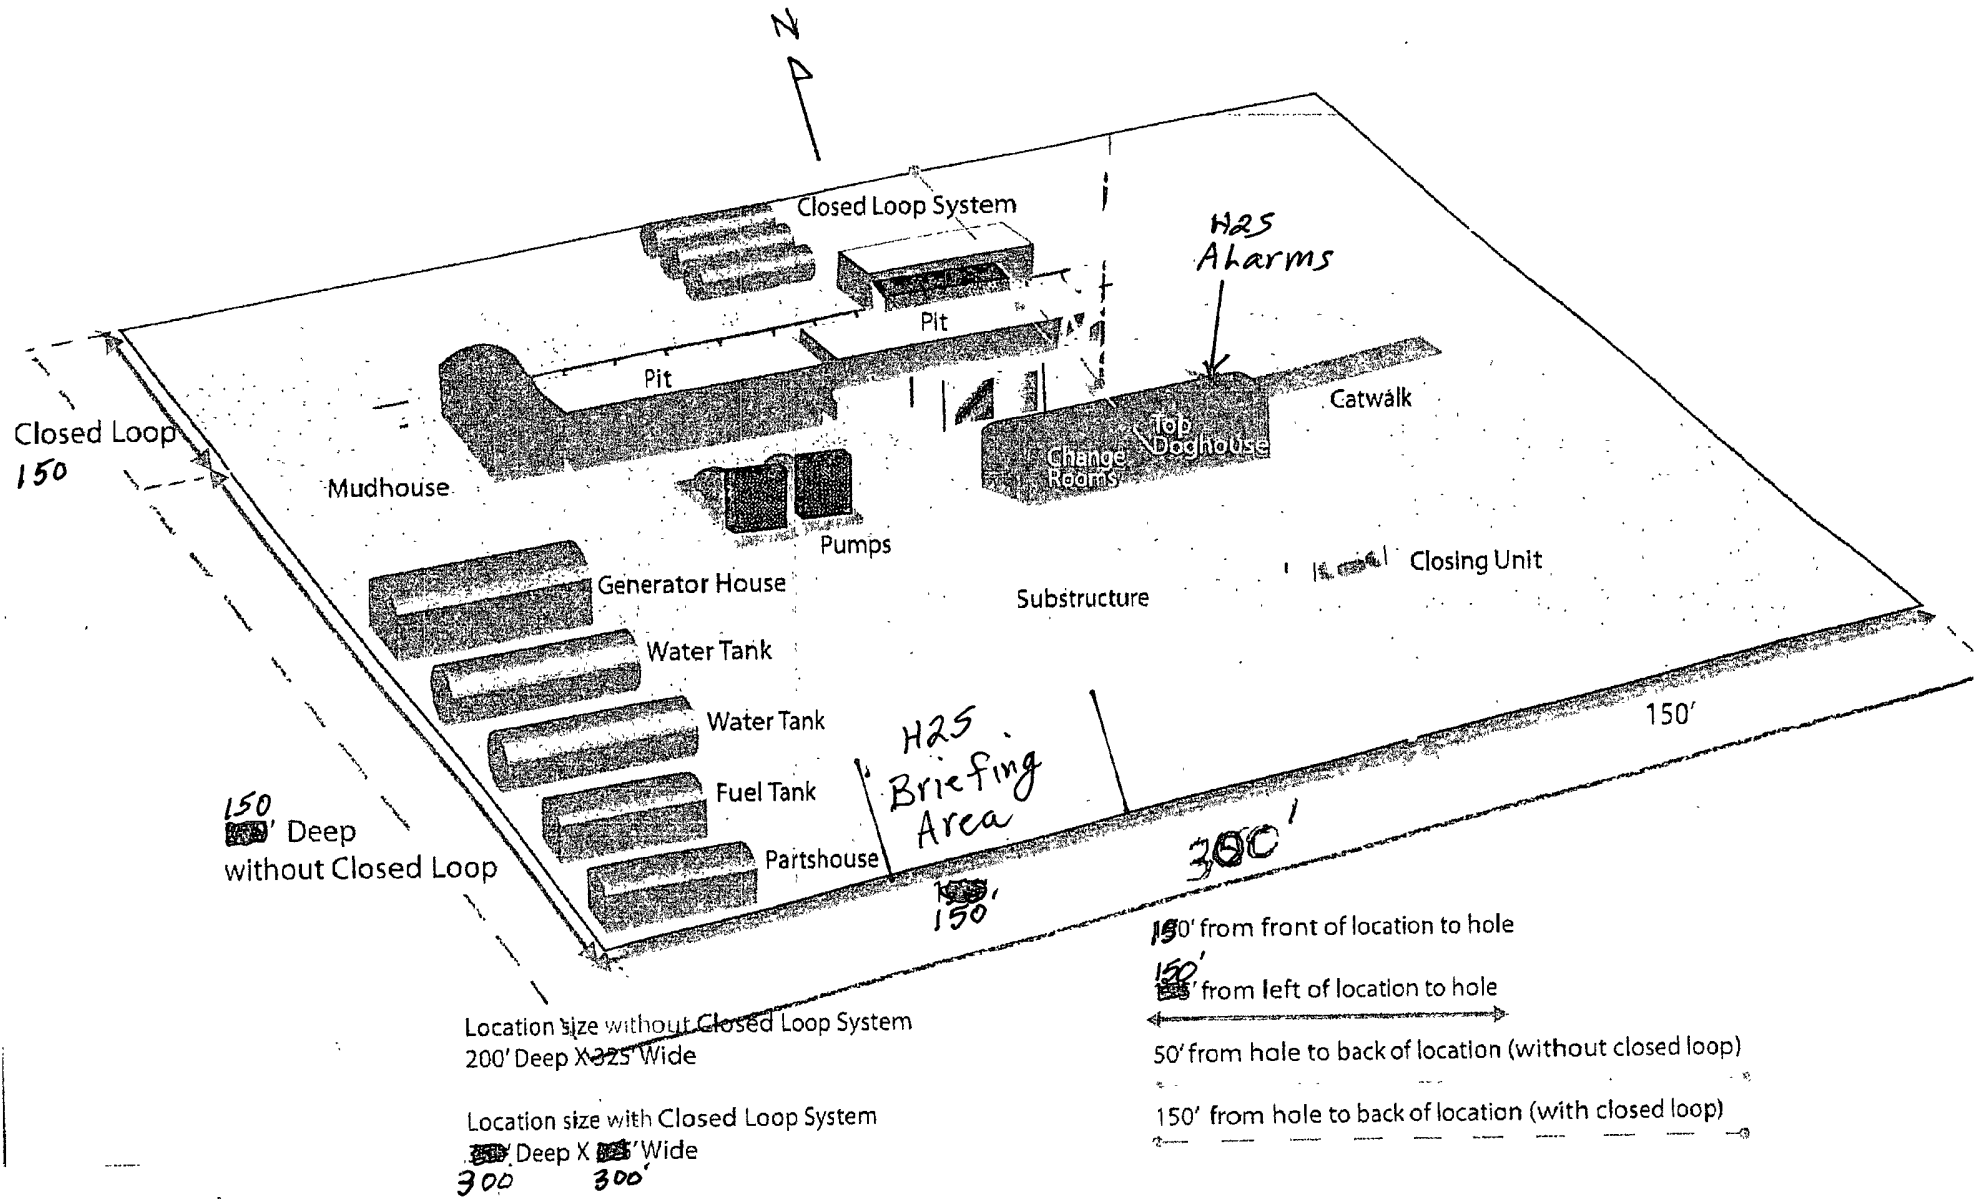 N
Closed Loop System
H2S
Alarms
Pit
Pit
Catwalk
Top
Doghouse
Change
Rooms
Closed Loop
150
Mudhouse
Pumps
Generator House
Closing Unit
Substructure
Water Tank
Water Tank
H2S
Briefing
Area
150'
Fuel Tank
150
' Deep
without Closed Loop
Partshouse
300'
150'
150' from front of location to hole
150'
from left of location to hole
Location size without Closed Loop System
200' Deep X 325' Wide
50' from hole to back of location (without closed loop)
Location size with Closed Loop System
Deep X ' Wide
300' 300'
150' from hole to back of location (with closed loop)